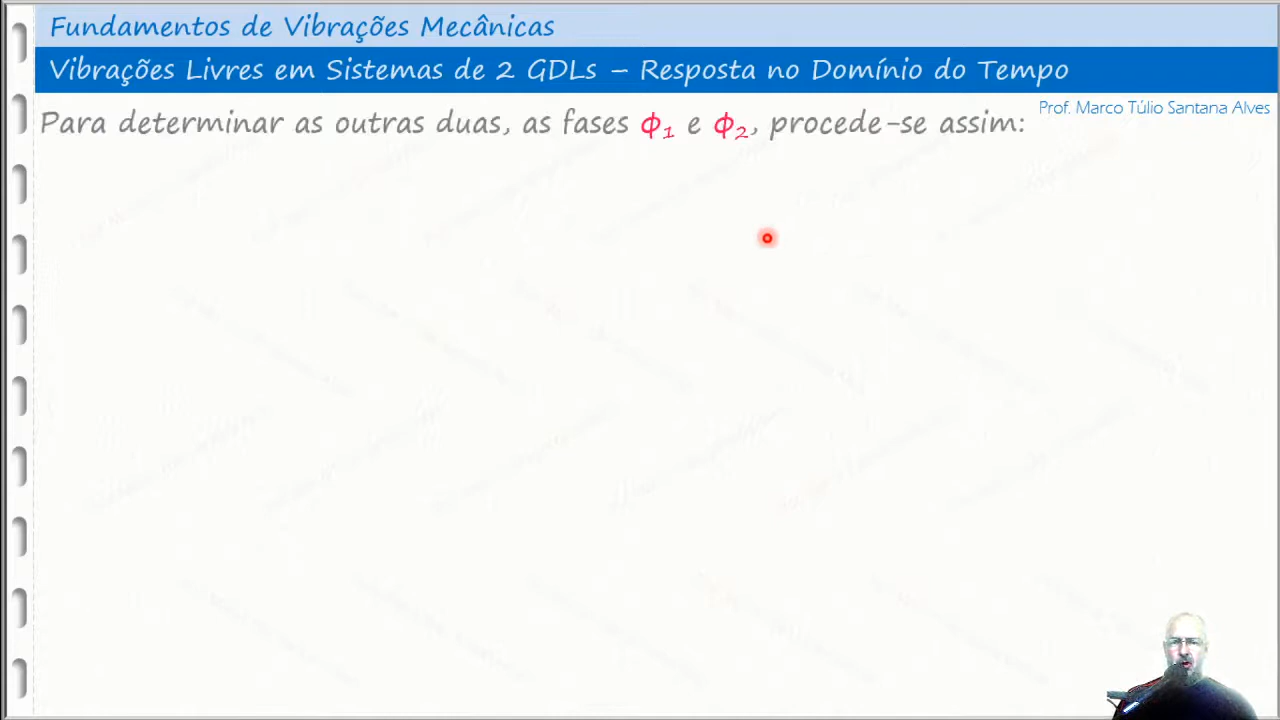 Fundamentos de Vibrações Mecânicas
Vibrações Livres em Sistemas de 2 GDLs – Resposta no Domínio do Tempo
Prof. Marco Túlio Santana Alves
Para determinar as outras duas, as fases ϕ₁ e ϕ₂, procede-se assim: